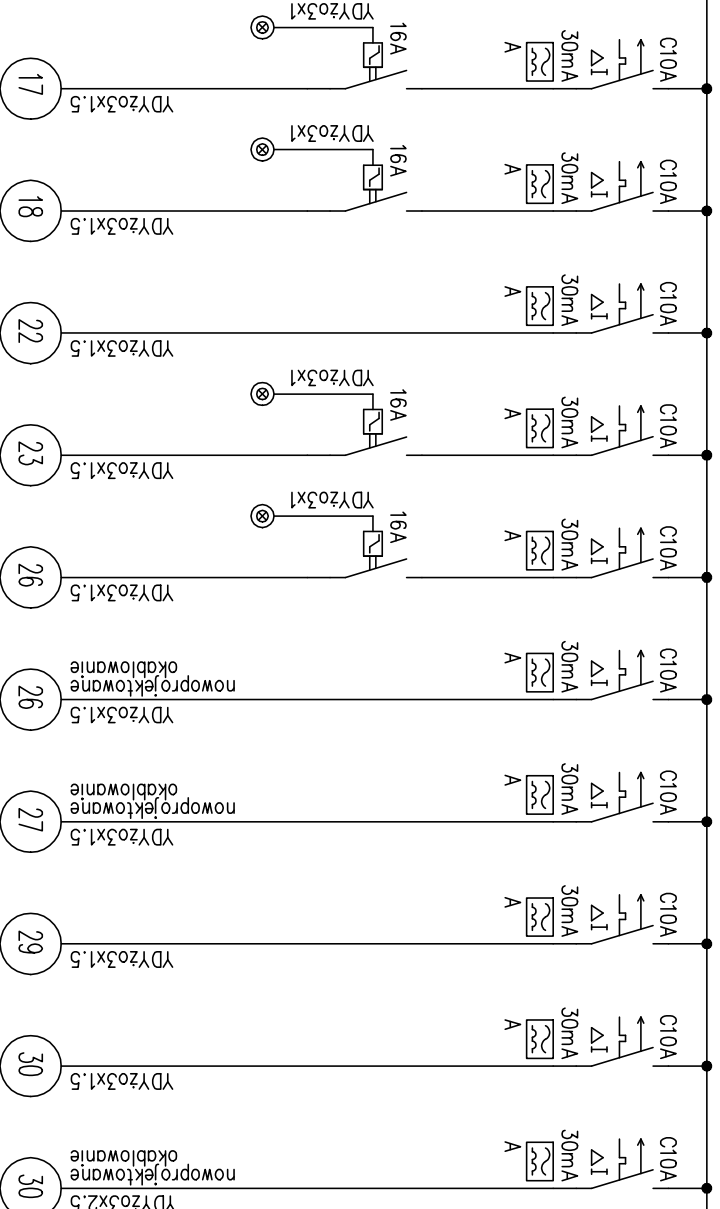 YDYżo3x1
16A
30mA
ΔI
C10A
A
17
YDYżo3x1.5
YDYżo3x1
16A
30mA
ΔI
C10A
A
18
YDYżo3x1.5
30mA
ΔI
C10A
A
22
YDYżo3x1.5
YDYżo3x1
16A
30mA
ΔI
C10A
A
23
YDYżo3x1.5
YDYżo3x1
16A
30mA
ΔI
C10A
A
26
YDYżo3x1.5
30mA
ΔI
C10A
A
26
YDYżo3x1.5
nowoprojektowane
okablowanie
30mA
ΔI
C10A
A
27
YDYżo3x1.5
nowoprojektowane
okablowanie
30mA
ΔI
C10A
A
29
YDYżo3x1.5
30mA
ΔI
C10A
A
30
YDYżo3x1.5
30mA
ΔI
C10A
A
30
YDYżo3x2.5
nowoprojektowane
okablowanie